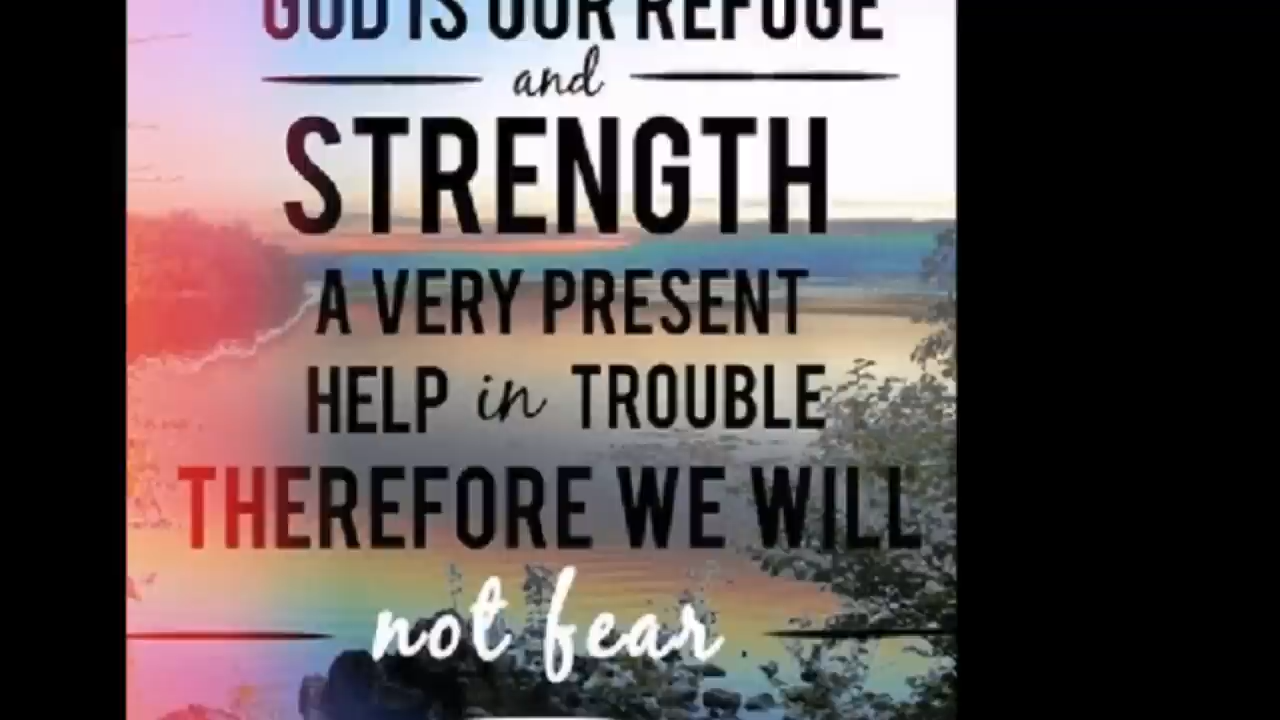 GOD IS OUR REFUGE
and
STRENGTH
A VERY PRESENT
HELP in TROUBLE
THEREFORE WE WILL
not fear